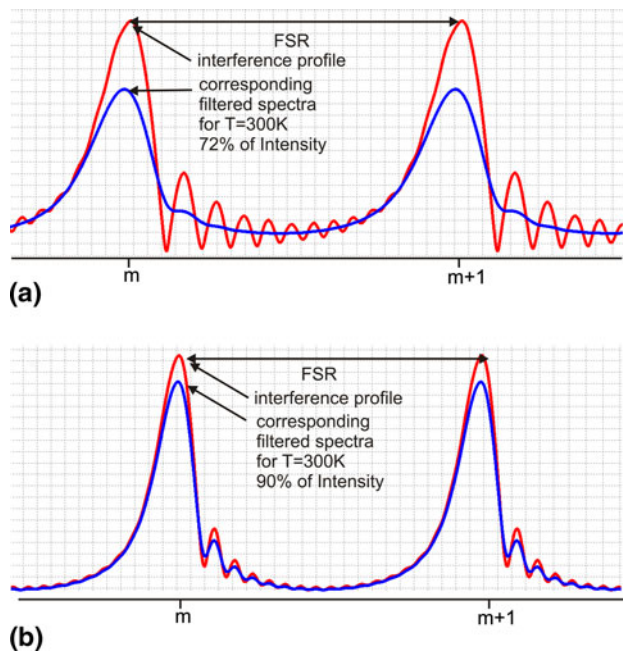 FSR
interference profile
corresponding
filtered spectra
for T=300K
72% of Intensity
m
m+1
(a)
FSR
interference profile
corresponding
filtered spectra
for T=300K
90% of Intensity
m
m+1
(b)